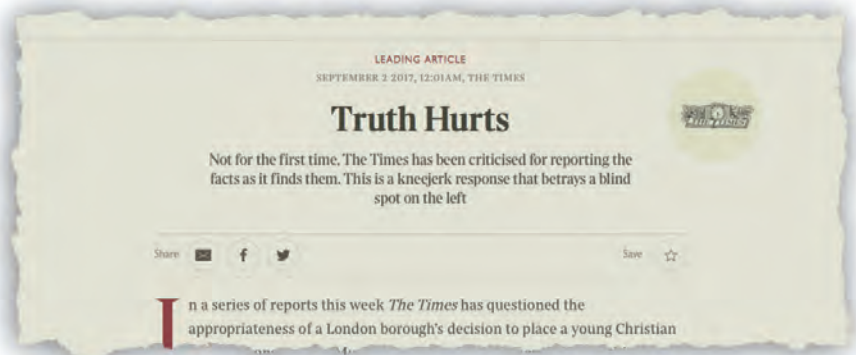 LEADING ARTICLE
SEPTEMBER 2 2017, 12:01AM, THE TIMES
Truth Hurts
THE TIMES
Not for the first time, The Times has been criticised for reporting the
facts as it finds them. This is a kneejerk response that betrays a blind
spot on the left
Share
Save
In a series of reports this week The Times has questioned the
appropriateness of a London borough's decision to place a young Christian